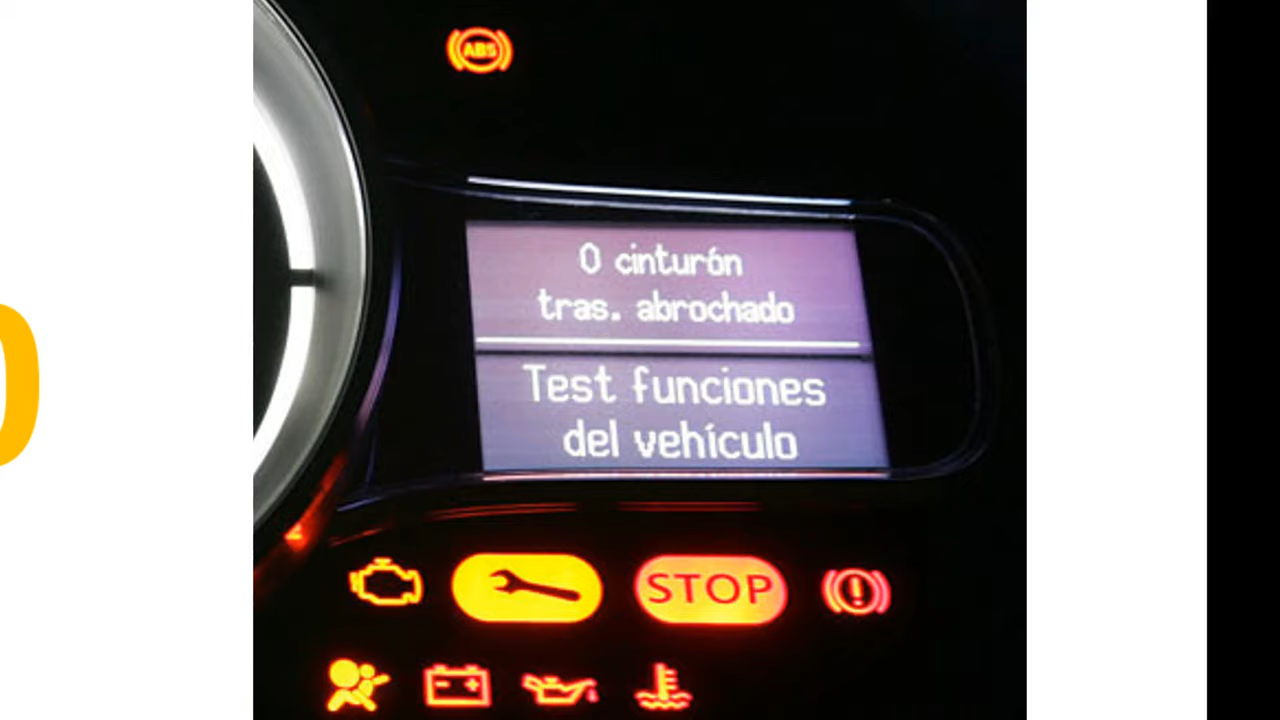 ABS
0 cinturón
tras. abrochado
Test funciones
del vehículo
STOP